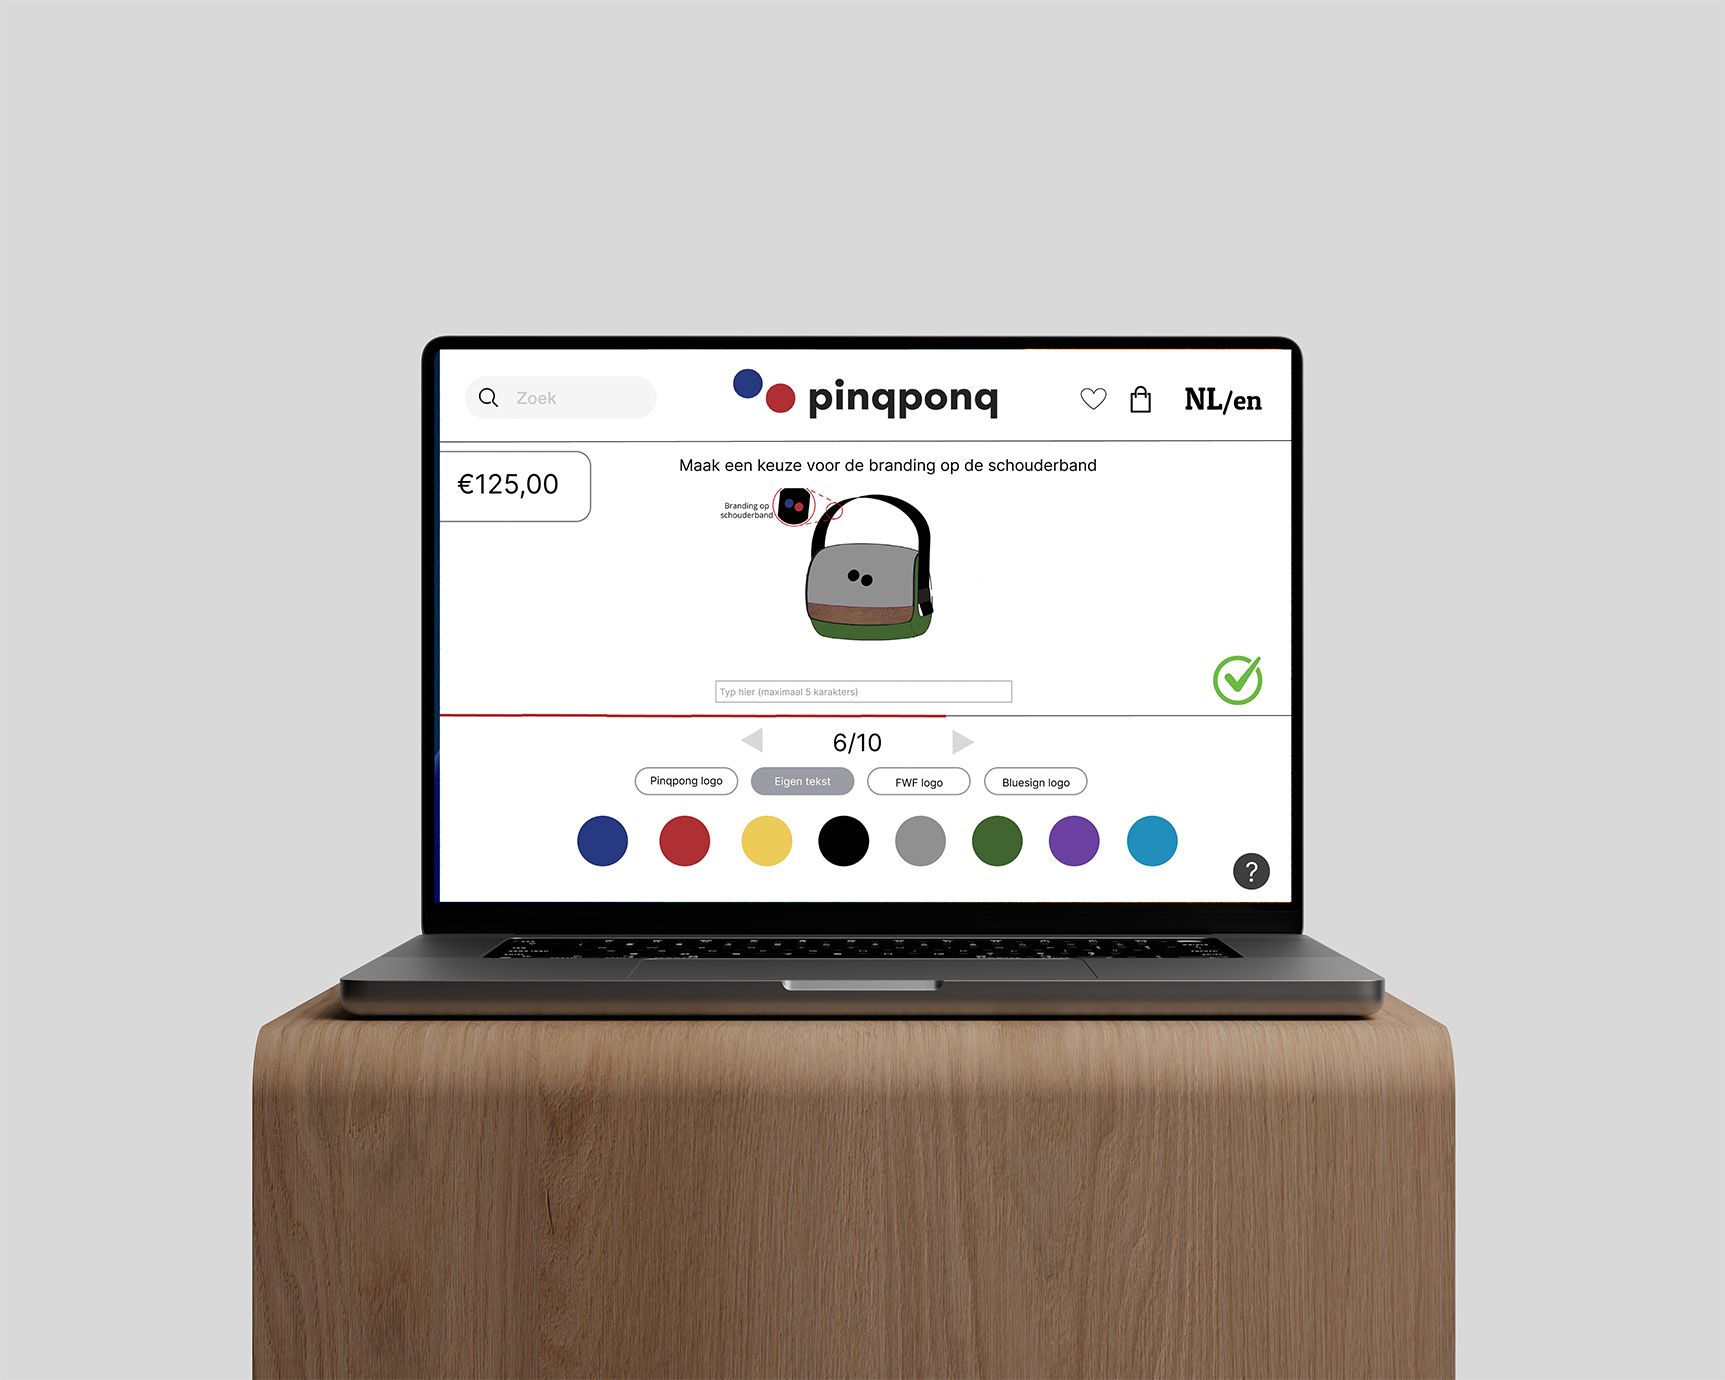 Zoek
pinqponq
NL/en
€125,00
Maak een keuze voor de branding op de schouderband
Branding op
schouderband
Typ hier (maximaal 5 karakters)
6/10
Pinqpong logo
Eigen tekst
FWF logo
Bluesign logo
?